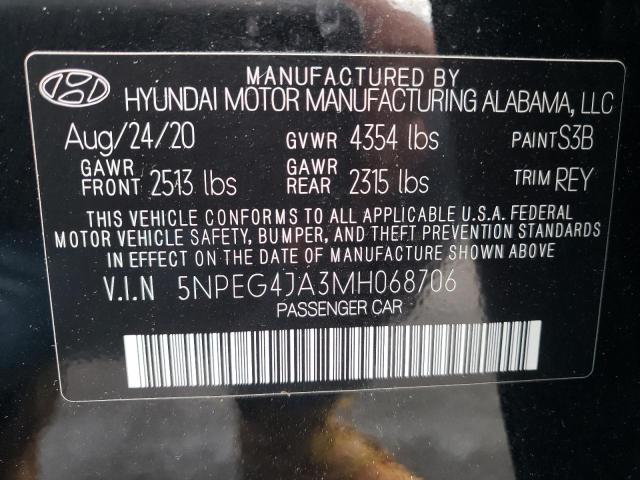 MANUFACTURED BY
HYUNDAI MOTOR MANUFACTURING ALABAMA, LLC
Aug/24/20 GVWR 4354 lbs PAINT S3B
GAWR FRONT 2513 lbs GAWR REAR 2315 lbs TRIM REY
THIS VEHICLE CONFORMS TO ALL APPLICABLE U.S.A. FEDERAL
MOTOR VEHICLE SAFETY, BUMPER, AND THEFT PREVENTION STANDARDS
IN EFFECT ON THE DATE OF MANUFACTURE SHOWN ABOVE.
V.I.N 5NPEG4JA3MH068706
PASSENGER CAR